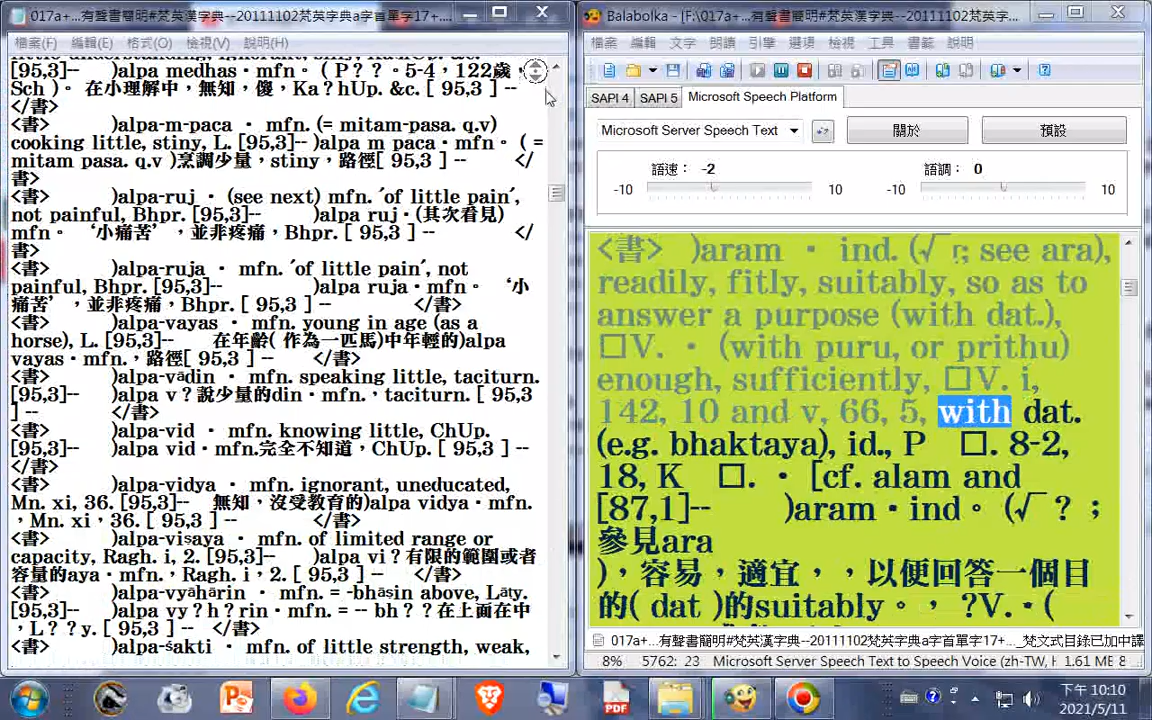 017a+...有聲書簡明#梵英漢字典--20111102梵英字典a字首單字17+...
檔案(F) 編輯(E) 格式(O) 檢視(V) 說明(H)
[95,3]-- )alpa medhas・mfn。( P？？。5-4，122歲，
Sch )。在小理解中，無知，傻，Ka？hUp. &c. [ 95,3 ] --
</書>
<書> )alpa-m-paca ・ mfn. (= mitam-pasa. q.v)
cooking little, stiny, L. [95,3]-- )alpa m paca・mfn。( =
mitam pasa. q.v )烹調少量，stiny，路徑[ 95,3 ] -- </
書>
<書> )alpa-ruj ・ (see next) mfn. ′of little pain′,
not painful, Bhpr. [95,3]-- )alpa ruj・(其次看見)
mfn。‘小痛苦’，並非疼痛，Bhpr. [ 95,3 ] -- </
書>
<書> )alpa-ruja ・ mfn. ′of little pain′, not
painful, Bhpr. [95,3]-- )alpa ruja・mfn。‘小
痛苦’，並非疼痛，Bhpr. [ 95,3 ] -- </書>
<書> )alpa-vayas ・ mfn. young in age (as a
horse), L. [95,3]-- 在年齡( 作為一匹馬)中年輕的)alpa
vayas・mfn，路徑[ 95,3 ] -- </書>
<書> )alpa-vādin ・ mfn. speaking little, taciturn.
[95,3]-- )alpa v？說少量的din・mfn.，taciturn. [ 95,3
] -- </書>
<書> )alpa-vid ・ mfn. knowing little, ChUp.
[95,3]-- )alpa vid・mfn.完全不知道，ChUp. [ 95,3 ] --
</書>
<書> )alpa-vidya ・ mfn. ignorant, uneducated,
Mn. xi, 36. [95,3]-- 無知，沒受教育的)alpa vidya・mfn.
，Mn. xi，36. [ 95,3 ] -- </書>
<書> )alpa-viṣaya ・ mfn. of limited range or
capacity, Ragh. i, 2. [95,3]-- )alpa vi？有限的範圍或者
容量的aya・mfn.，Ragh. i，2. [ 95,3 ] -- </書>
<書> )alpa-vyāhārin ・ mfn. = -bhāṣin above, Lāṭy.
[95,3]-- )alpa vy？h？rin・mfn. = -- bh？？在上面在中
，L？？y. [ 95,3 ] -- </書>
<書> )alpa-śakti ・ mfn. of little strength, weak,
Balabolka - [F:\017a+...有聲書簡明#梵英漢字典--20111102梵英字...
檔案 編輯 文字 朗讀 引擎 選項 檢視 工具 書籤 說明
SAPI 4 SAPI 5 Microsoft Speech Platform
Microsoft Server Speech Text 關於 預設
語速： -2 語調： 0
-10 10 -10 10
<書> )aram ・ ind. (√ṛ; see ara),
readily, fitly, suitably, so as to
answer a purpose (with dat.),
□V. ・ (with puru, or prithu)
enough, sufficiently, □V. i,
142, 10 and v, 66, 5, with dat.
(e.g. bhaktaya), id., P □. 8-2,
18, K □. ・ [cf. alam and
[87,1]-- )aram・ind。(√ ？；
參見ara
)，容易，適宜，，以便回答一個目
的( dat )的suitably。，？V.・(
017a+...有聲書簡明#梵英漢字典--20111102梵英字典a字首單字17+..._梵文式目錄已加中譯
8% 5762: 23 Microsoft Server Speech Text to Speech Voice (zh-TW, H 1.61 MB 8
下午 10:10
2021/5/11